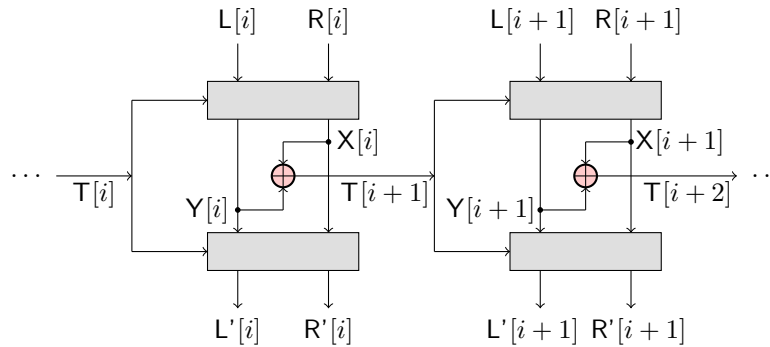 L[i] R[i] L[i + 1] R[i + 1]
X[i] X[i + 1]
··· T[i] T[i + 1] T[i + 2] ··
Y[i] Y[i + 1]
L'[i] R'[i] L'[i + 1] R'[i + 1]